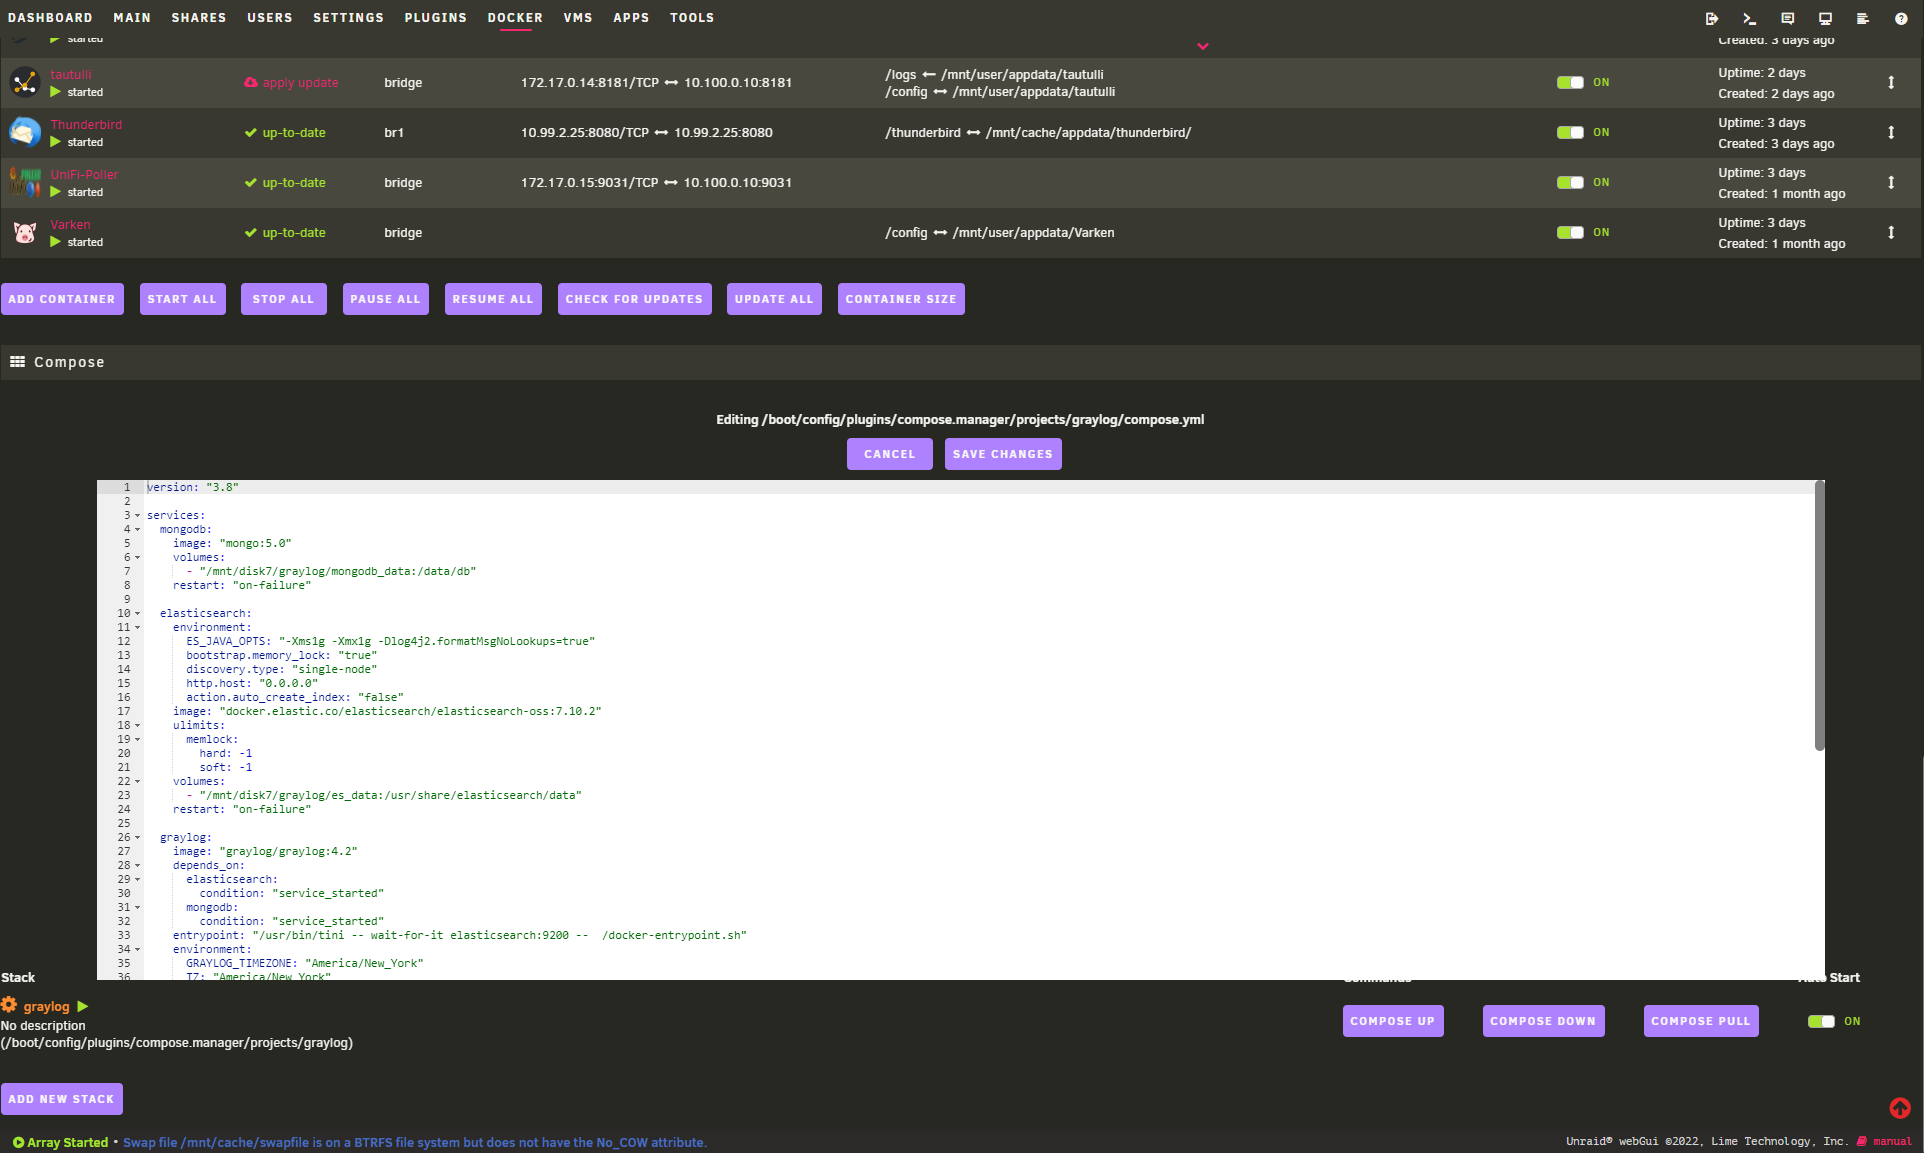 DASHBOARD MAIN SHARES USERS SETTINGS PLUGINS DOCKER VMS APPS TOOLS
started Created: 3 days ago
tautulli
started
apply update bridge 172.17.0.14:8181/TCP ↔ 10.100.0.10:8181
/logs ← /mnt/user/appdata/tautulli
/config ↔ /mnt/user/appdata/tautulli
ON
Uptime: 2 days
Created: 2 days ago
Thunderbird
started
up-to-date br1 10.99.2.25:8080/TCP ↔ 10.99.2.25:8080 /thunderbird ↔ /mnt/cache/appdata/thunderbird/ ON
Uptime: 3 days
Created: 3 days ago
UniFi-Poller
started
up-to-date bridge 172.17.0.15:9031/TCP ↔ 10.100.0.10:9031 ON
Uptime: 3 days
Created: 1 month ago
Varken
started
up-to-date bridge /config ↔ /mnt/user/appdata/Varken ON
Uptime: 3 days
Created: 1 month ago
ADD CONTAINER START ALL STOP ALL PAUSE ALL RESUME ALL CHECK FOR UPDATES UPDATE ALL CONTAINER SIZE
Compose
Editing /boot/config/plugins/compose.manager/projects/graylog/compose.yml
CANCEL SAVE CHANGES
1 version: "3.8"
2
3 services:
4 mongodb:
5 image: "mongo:5.0"
6 volumes:
7 - "/mnt/disk7/graylog/mongodb_data:/data/db"
8 restart: "on-failure"
9
10 elasticsearch:
11 environment:
12 ES_JAVA_OPTS: "-Xms1g -Xmx1g -Dlog4j2.formatMsgNoLookups=true"
13 bootstrap.memory_lock: "true"
14 discovery.type: "single-node"
15 http.host: "0.0.0.0"
16 action.auto_create_index: "false"
17 image: "docker.elastic.co/elasticsearch/elasticsearch-oss:7.10.2"
18 ulimits:
19 memlock:
20 hard: -1
21 soft: -1
22 volumes:
23 - "/mnt/disk7/graylog/es_data:/usr/share/elasticsearch/data"
24 restart: "on-failure"
25
26 graylog:
27 image: "graylog/graylog:4.2"
28 depends_on:
29 elasticsearch:
30 condition: "service_started"
31 mongodb:
32 condition: "service_started"
33 entrypoint: "/usr/bin/tini -- wait-for-it elasticsearch:9200 --  /docker-entrypoint.sh"
34 environment:
35 GRAYLOG_TIMEZONE: "America/New_York"
36 TZ: "America/New_York"
Stack Commands Auto Start
graylog
No description
(/boot/config/plugins/compose.manager/projects/graylog)
COMPOSE UP COMPOSE DOWN COMPOSE PULL ON
ADD NEW STACK
Array Started • Swap file /mnt/cache/swapfile is on a BTRFS file system but does not have the No_COW attribute.
Unraid® webGui ©2022, Lime Technology, Inc. manual